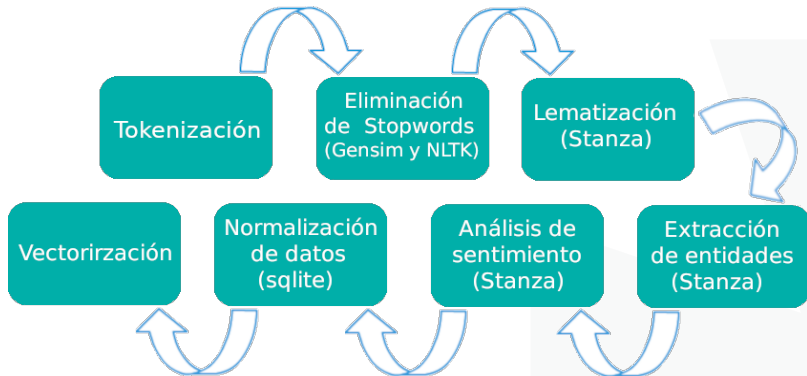 Tokenización
Eliminación
de Stopwords
(Gensim y NLTK)
Lematización
(Stanza)
Extracción
de entidades
(Stanza)
Análisis de
sentimiento
(Stanza)
Normalización
de datos
(sqlite)
Vectorirzación